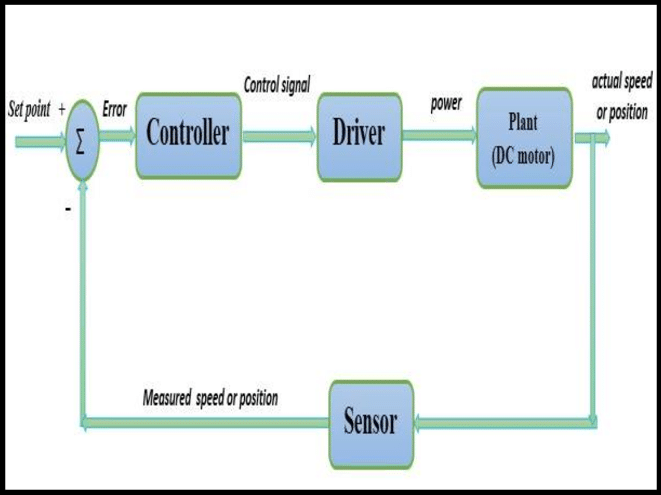 Set point +
Σ
Error
Controller
Control signal
Driver
power
Plant
(DC motor)
actual speed
or position
-
Measured speed or position
Sensor